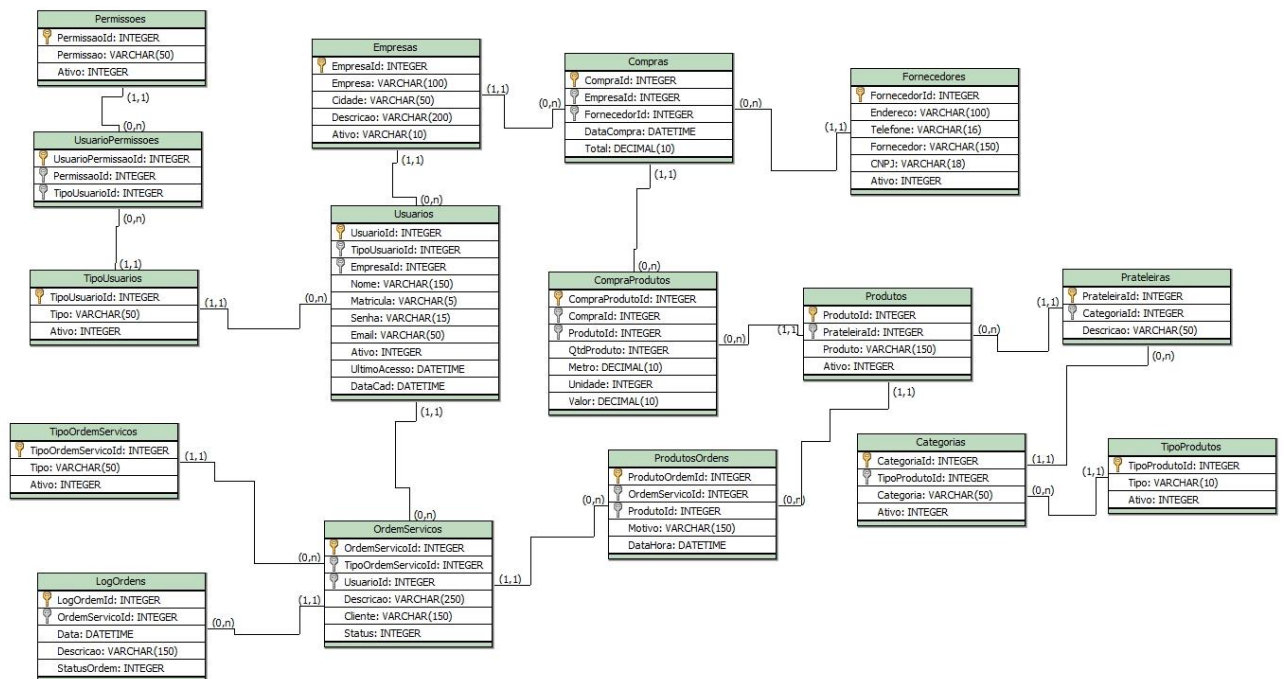 Permissoes
PermissaoId: INTEGER
Permissao: VARCHAR(50)
Ativo: INTEGER
(1,1)
(0,n)
UsuarioPermissoes
UsuarioPermissaoId: INTEGER
PermissaoId: INTEGER
TipoUsuarioId: INTEGER
(0,n)
(1,1)
TipoUsuarios
TipoUsuarioId: INTEGER
Tipo: VARCHAR(50)
Ativo: INTEGER
(1,1)
(0,n)
Empresas
EmpresaId: INTEGER
Empresa: VARCHAR(100)
Cidade: VARCHAR(50)
Descricao: VARCHAR(200)
Ativo: VARCHAR(10)
(1,1)
(0,n)
(1,1)
(0,n)
Usuarios
UsuarioId: INTEGER
TipoUsuarioId: INTEGER
EmpresaId: INTEGER
Nome: VARCHAR(150)
Matricula: VARCHAR(5)
Senha: VARCHAR(15)
Email: VARCHAR(50)
Ativo: INTEGER
UltimoAcesso: DATETIME
DataCad: DATETIME
(1,1)
(0,n)
Compras
CompraId: INTEGER
EmpresaId: INTEGER
FornecedorId: INTEGER
DataCompra: DATETIME
Total: DECIMAL(10)
(0,n)
(1,1)
(1,1)
(0,n)
Fornecedores
FornecedorId: INTEGER
Endereco: VARCHAR(100)
Telefone: VARCHAR(16)
Fornecedor: VARCHAR(150)
CNPJ: VARCHAR(18)
Ativo: INTEGER
CompraProdutos
CompraProdutoId: INTEGER
CompraId: INTEGER
ProdutoId: INTEGER
QtdProduto: INTEGER
Metro: DECIMAL(10)
Unidade: INTEGER
Valor: DECIMAL(10)
(0,n)
(1,1)
Produtos
ProdutoId: INTEGER
PrateleiraId: INTEGER
Produto: VARCHAR(150)
Ativo: INTEGER
(0,n)
(1,1)
(1,1)
(0,n)
Prateleiras
PrateleiraId: INTEGER
CategoriaId: INTEGER
Descricao: VARCHAR(50)
(0,n)
(1,1)
Categorias
CategoriaId: INTEGER
TipoProdutoId: INTEGER
Categoria: VARCHAR(50)
Ativo: INTEGER
(0,n)
(1,1)
TipoProdutos
TipoProdutoId: INTEGER
Tipo: VARCHAR(10)
Ativo: INTEGER
TipoOrdemServicos
TipoOrdemServicoId: INTEGER
Tipo: VARCHAR(50)
Ativo: INTEGER
(1,1)
(0,n)
OrdemServicos
OrdemServicoId: INTEGER
TipoOrdemServicoId: INTEGER
UsuarioId: INTEGER
Descricao: VARCHAR(250)
Cliente: VARCHAR(150)
Status: INTEGER
(1,1)
(0,n)
ProdutosOrdens
ProdutoOrdemId: INTEGER
OrdemServicoId: INTEGER
ProdutoId: INTEGER
Motivo: VARCHAR(150)
DataHora: DATETIME
LogOrdens
LogOrdemId: INTEGER
OrdemServicoId: INTEGER
Data: DATETIME
Descricao: VARCHAR(150)
StatusOrdem: INTEGER
(0,n)
(1,1)